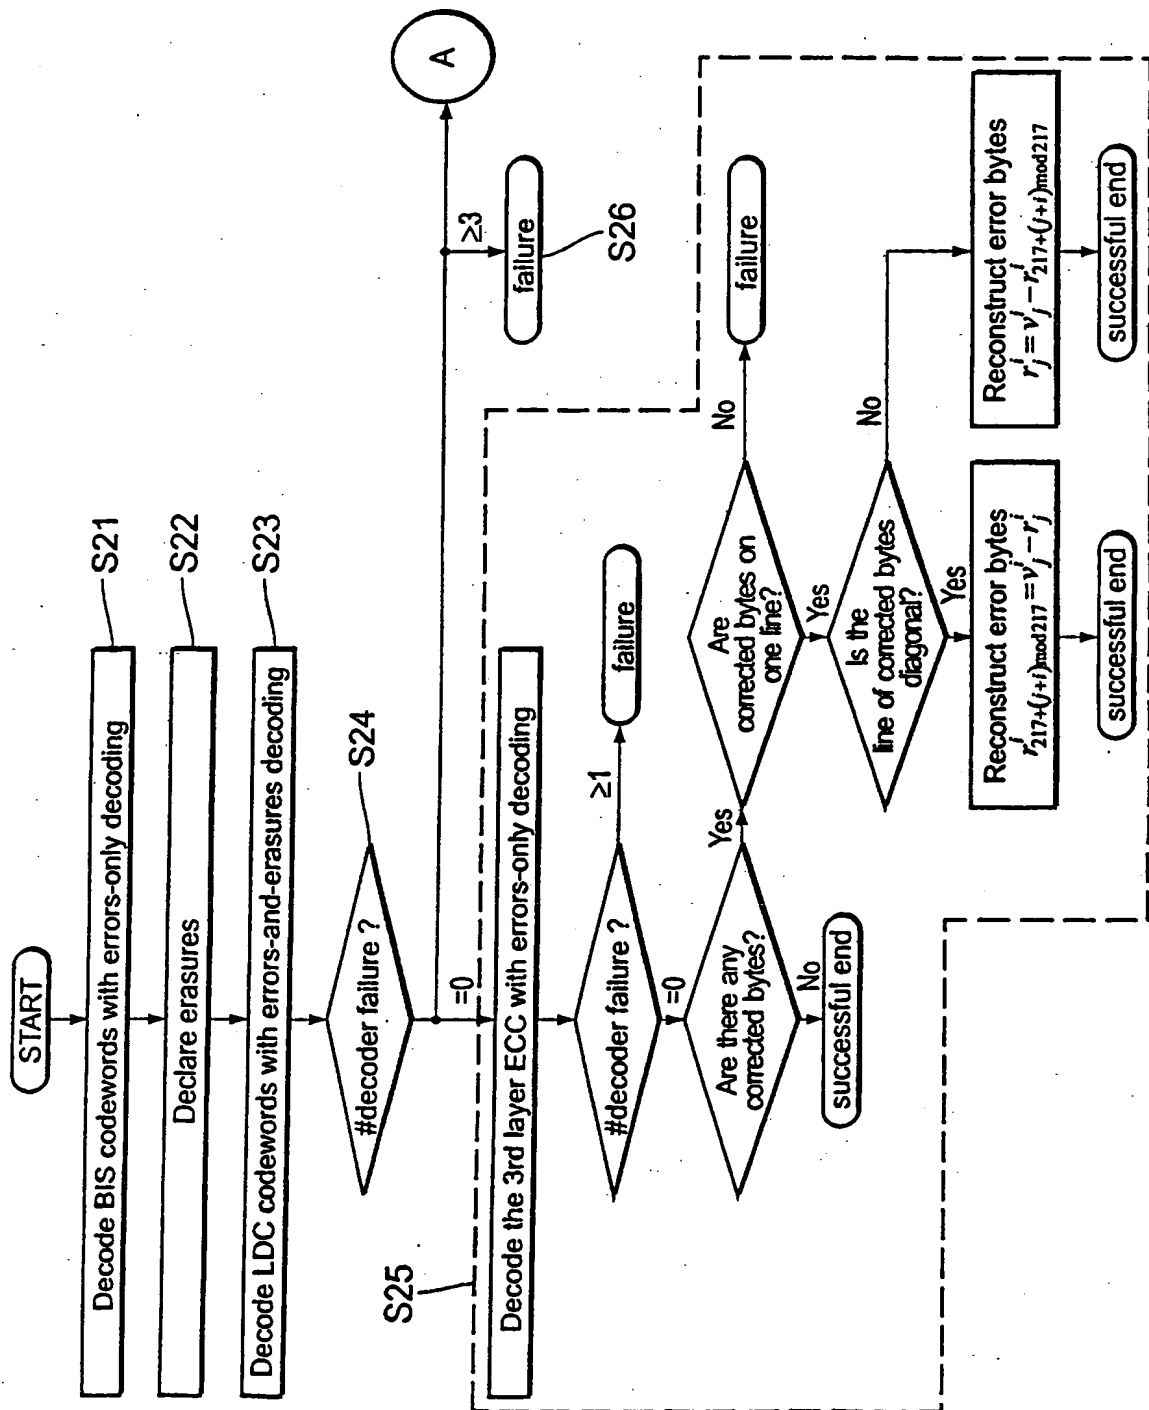 START
Decode BIS codewords with errors-only decoding
S21
Declare erasures
S22
Decode LDC codewords with errors-and-erasures decoding
S23
#decoder failure ?
S24
=0
≥3
failure
S26
A
S25
Decode the 3rd layer ECC with errors-only decoding
#decoder failure ?
≥1
failure
=0
Are there any
corrected bytes?
No
successful end
Yes
Are
corrected bytes on
one line?
No
failure
Yes
Is the
line of corrected bytes
diagonal?
No
Yes
Reconstruct error bytes
r^i_{217+(j+i)mod217} = v^i_j − r^i_j
successful end
Reconstruct error bytes
r^i_j = v^i_j − r^i_{217+(j+i)mod217}
successful end